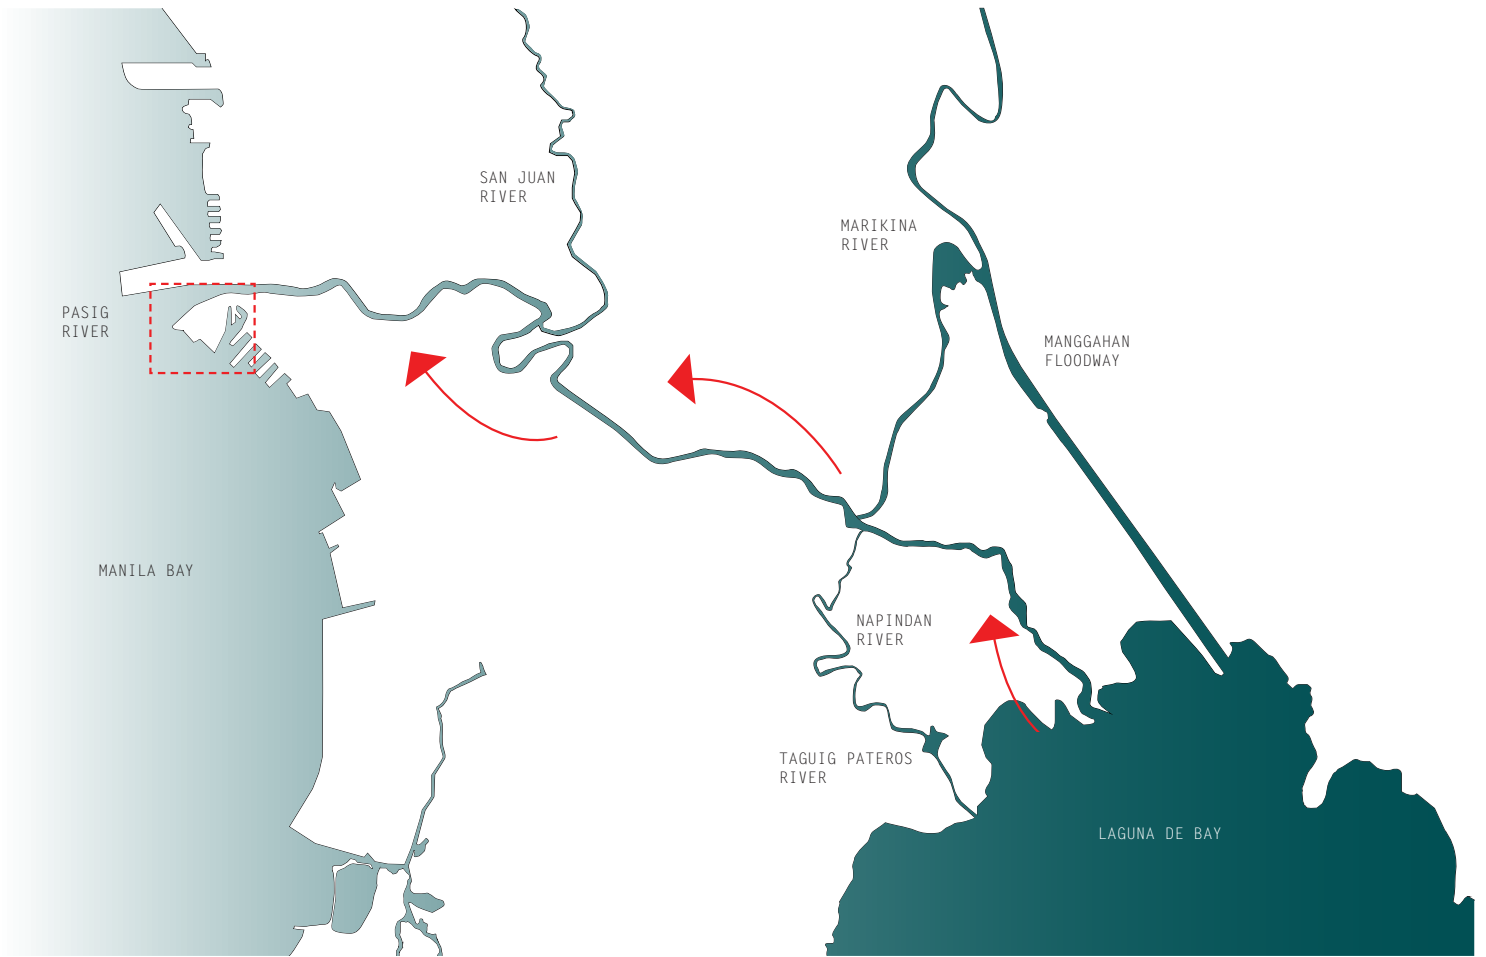 SAN JUAN
RIVER
MARIKINA
RIVER
PASIG
RIVER
MANGGAHAN
FLOODWAY
MANILA BAY
NAPINDAN
RIVER
TAGUIG PATEROS
RIVER
LAGUNA DE BAY